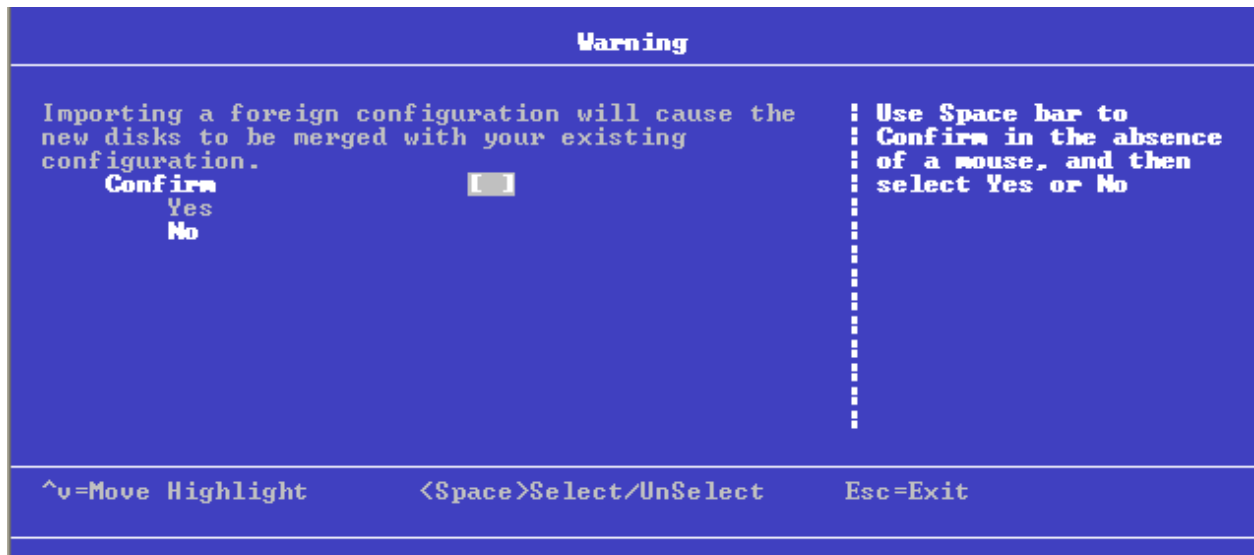 Warning
Importing a foreign configuration will cause the
new disks to be merged with your existing
configuration.
Confirm [ ]
Yes
No
Use Space bar to
Confirm in the absence
of a mouse, and then
select Yes or No
^v=Move Highlight <Space>Select/UnSelect Esc=Exit